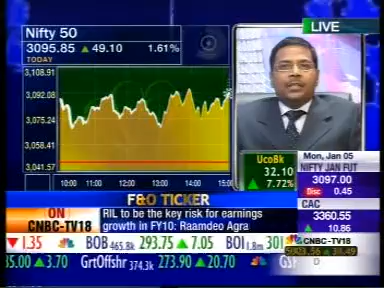 Nifty 50
3095.85 ▲ 49.10 1.61%
TODAY
LIVE
3,108.91
3,092.08
3,075.24
3,058.41
3,041.57
10:00 11:00 12:00 13:00 14:00 15:00
UcoBk
32.10
▲ 7.72%
Mon, Jan 05
NIFTY JAN FUT
3097.00
Disc 0.45
CAC
3360.55
▲ 10.86
F&O TICKER
ON
CNBC-TV18
RIL to be the key risk for earnings
growth in FY10: Raamdeo Agra
CNBC-TV18
▼ 1.35 BOB 465.8k 293.75 ▲ 7.05 BOI 1.8m 301
5.00 ▲ 3.70 GrtOffshr 374.3k 273.90 ▲ 20.70